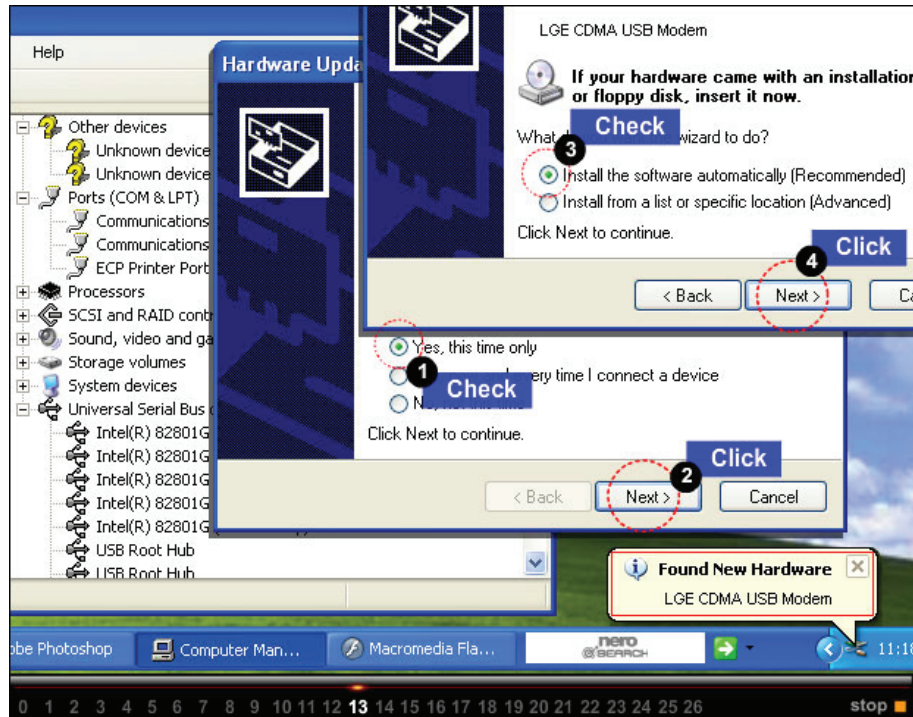 Help
Other devices
Unknown device
Unknown device
Ports (COM & LPT)
Communications
Communications
ECP Printer Port
Processors
SCSI and RAID
Sound, video and
Storage volumes
System devices
Universal Serial Bus
Intel(R) 82801G
Intel(R) 82801G
Intel(R) 82801G
Intel(R) 82801G
Intel(R) 82801G
USB Root Hub
USB Root Hub
Hardware
LGE CDMA USB Modem
If your hardware came with an installation
or floppy disk, insert it now.
What wizard to do?
Check
3
Install the software automatically (Recommended)
Install from a list or specific location (Advanced)
Click Next to continue.
Click
4
< Back
Next >
Yes, this time only
1
Check
time I connect a device
Click Next to continue.
Click
2
< Back
Next >
Cancel
Found New Hardware
LGE CDMA USB Modem
Photoshop
Computer Man...
Macromedia Fla...
nero
SEARCH
11:18
0 1 2 3 4 5 6 7 8 9 10 11 12 13 14 15 16 17 18 19 20 21 22 23 24 25 26
stop